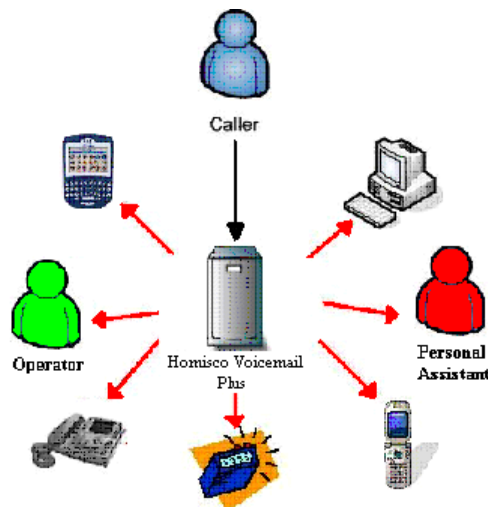 Caller
Operator
Homisco Voicemail
Plus
Personal
Assistant